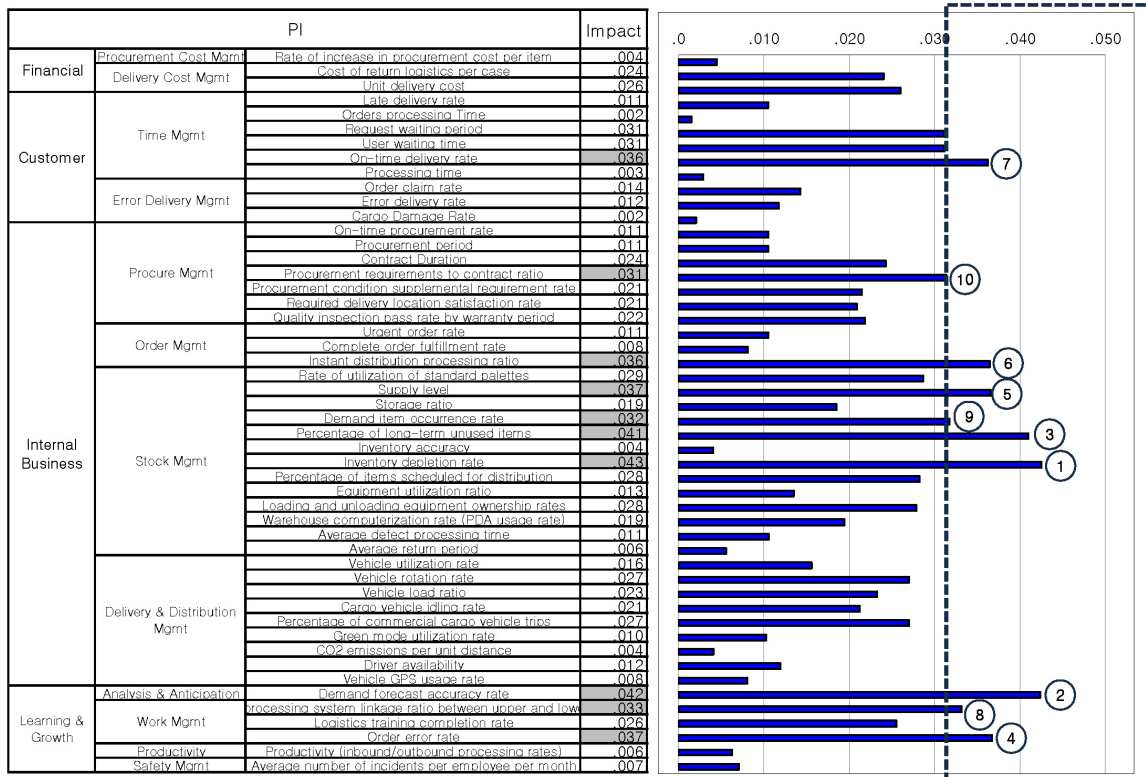 PI Impact
.0 .010 .020 .030 .040 .050
Financial
Procurement Cost Mgmt Rate of increase in procurement cost per item .004
Delivery Cost Mgmt Cost of return logistics per case .024
Unit delivery cost .026
Customer
Time Mgmt
Late delivery rate .011
Orders processing Time .002
Request waiting period .031
User waiting time .031
On-time delivery rate .036 7
Processing time .003
Error Delivery Mgmt
Order claim rate .014
Error delivery rate .012
Cargo Damage Rate .002
Internal
Business
Procure Mgmt
On-time procurement rate .011
Procurement period .011
Contract Duration .024
Procurement requirements to contract ratio .031 10
Procurement condition supplemental requirement rate .021
Required delivery location satisfaction rate .021
Quality inspection pass rate by warranty period .022
Order Mgmt
Urgent order rate .011
Complete order fulfillment rate .008
Instant distribution processing ratio .036 6
Stock Mgmt
Rate of utilization of standard palettes .029
Supply level .037 5
Storage ratio .019
Demand item occurrence rate .032 9
Percentage of long-term unused items .041 3
Inventory accuracy .004
Inventory depletion rate .043 1
Percentage of items scheduled for distribution .028
Equipment utilization ratio .013
Loading and unloading equipment ownership rates .028
Warehouse computerization rate (PDA usage rate) .019
Average defect processing time .011
Average return period .006
Delivery & Distribution
Mgmt
Vehicle utilization rate .016
Vehicle rotation rate .027
Vehicle load ratio .023
Cargo vehicle idling rate .021
Percentage of commercial cargo vehicle trips .027
Green mode utilization rate .010
CO2 emissions per unit distance .004
Driver availability .012
Vehicle GPS usage rate .008
Learning &
Growth
Analysis & Anticipation Demand forecast accuracy rate .042 2
Work Mgmt
processing system linkage ratio between upper and lowe .033 8
Logistics training completion rate .026
Order error rate .037 4
Productivity Productivity (inbound/outbound processing rates) .006
Safety Mgmt Average number of incidents per employee per month .007